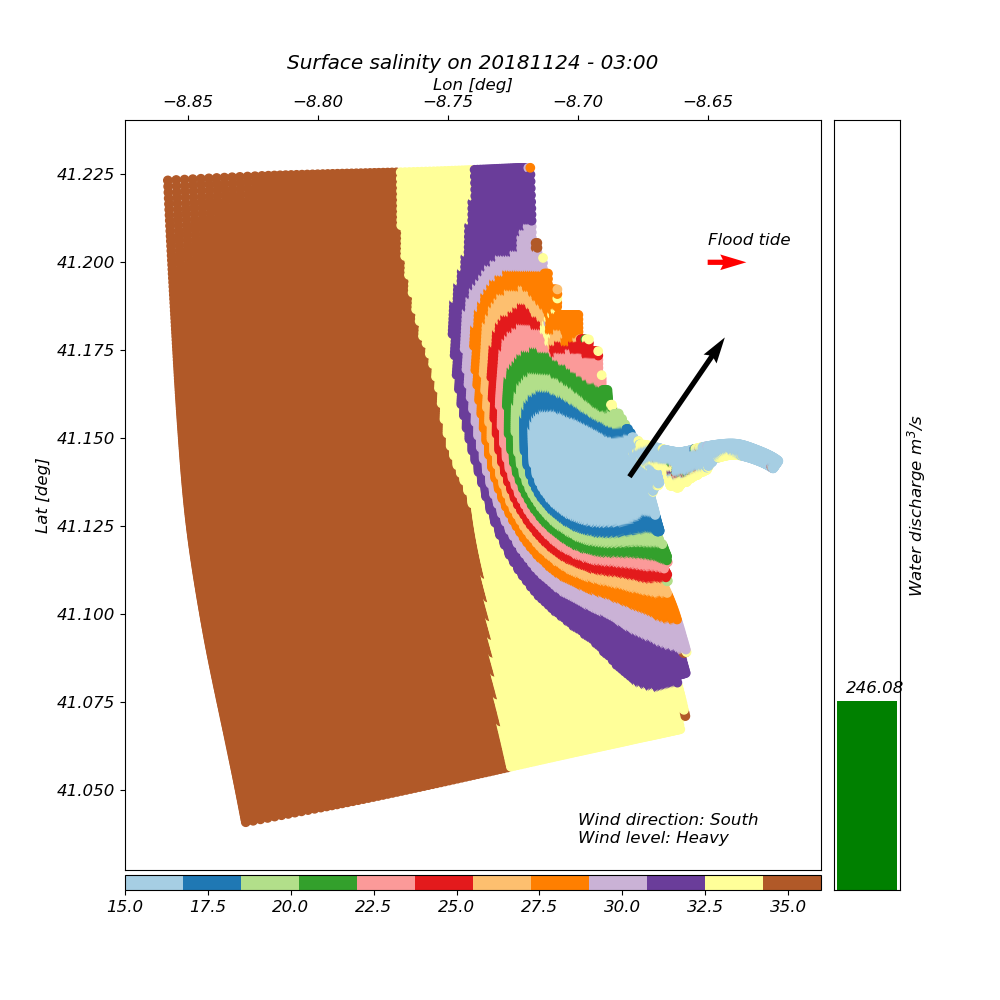 Surface salinity on 20181124 - 03:00
Lon [deg]
−8.85 −8.80 −8.75 −8.70 −8.65
41.225
41.200
41.175
41.150
41.125
41.100
41.075
41.050
Lat [deg]
Flood tide
Wind direction: South
Wind level: Heavy
246.08
Water discharge m³/s
15.0 17.5 20.0 22.5 25.0 27.5 30.0 32.5 35.0